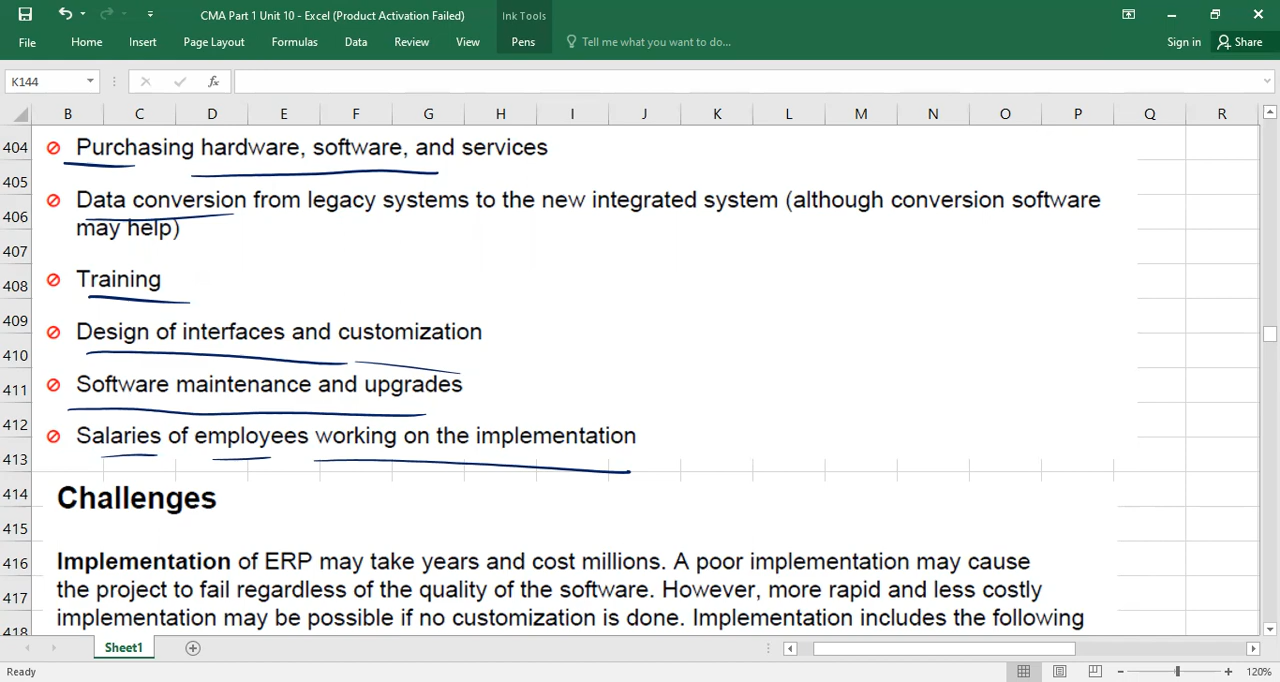 CMA Part 1 Unit 10 - Excel (Product Activation Failed)
Ink Tools
File
Home
Insert
Page Layout
Formulas
Data
Review
View
Pens
Tell me what you want to do...
Sign in
Share
K144
fx
B C D E F G H I J K L M N O P Q R
404
405
406
407
408
409
410
411
412
413
414
415
416
417
418
Purchasing hardware, software, and services
Data conversion from legacy systems to the new integrated system (although conversion software
may help)
Training
Design of interfaces and customization
Software maintenance and upgrades
Salaries of employees working on the implementation
Challenges
Implementation of ERP may take years and cost millions. A poor implementation may cause
the project to fail regardless of the quality of the software. However, more rapid and less costly
implementation may be possible if no customization is done. Implementation includes the following
Sheet1
Ready
120%